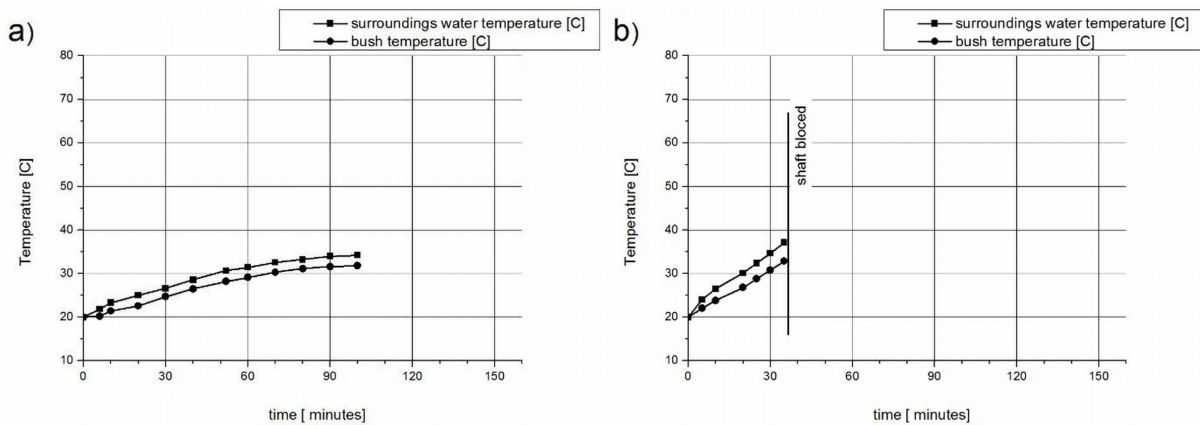 a)
surroundings water temperature [C]
bush temperature [C]
80
70
60
50
40
30
20
10
Temperature [C]
0
30
60
90
120
150
time [ minutes]
b)
surroundings water temperature [C]
bush temperature [C]
80
70
60
50
40
30
20
10
Temperature [C]
shaft bloced
0
30
60
90
120
150
time [ minutes]